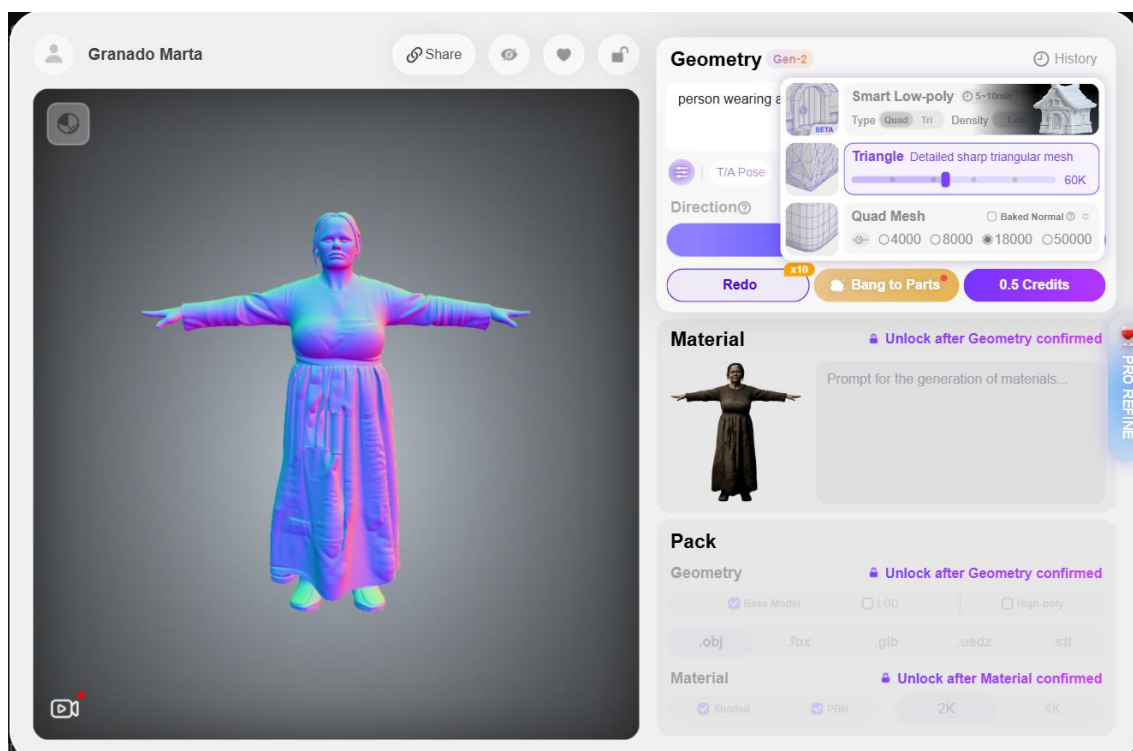 Granado Marta
Share
Geometry Gen-2
History
person wearing a
Smart Low-poly 5~10min
BETA
Type Quad Tri Density Low
Triangle Detailed sharp triangular mesh
60K
T/A Pose
Direction
Quad Mesh Baked Normal
4000 8000 18000 50000
x10
Redo
Bang to Parts
0.5 Credits
Material
Unlock after Geometry confirmed
PRO REFINE
Prompt for the generation of materials...
Pack
Geometry
Unlock after Geometry confirmed
Base Model LOD High-poly
.obj .fbx .glb .usdz .stl
Material
Unlock after Material confirmed
Shaded PBR 2K 4K